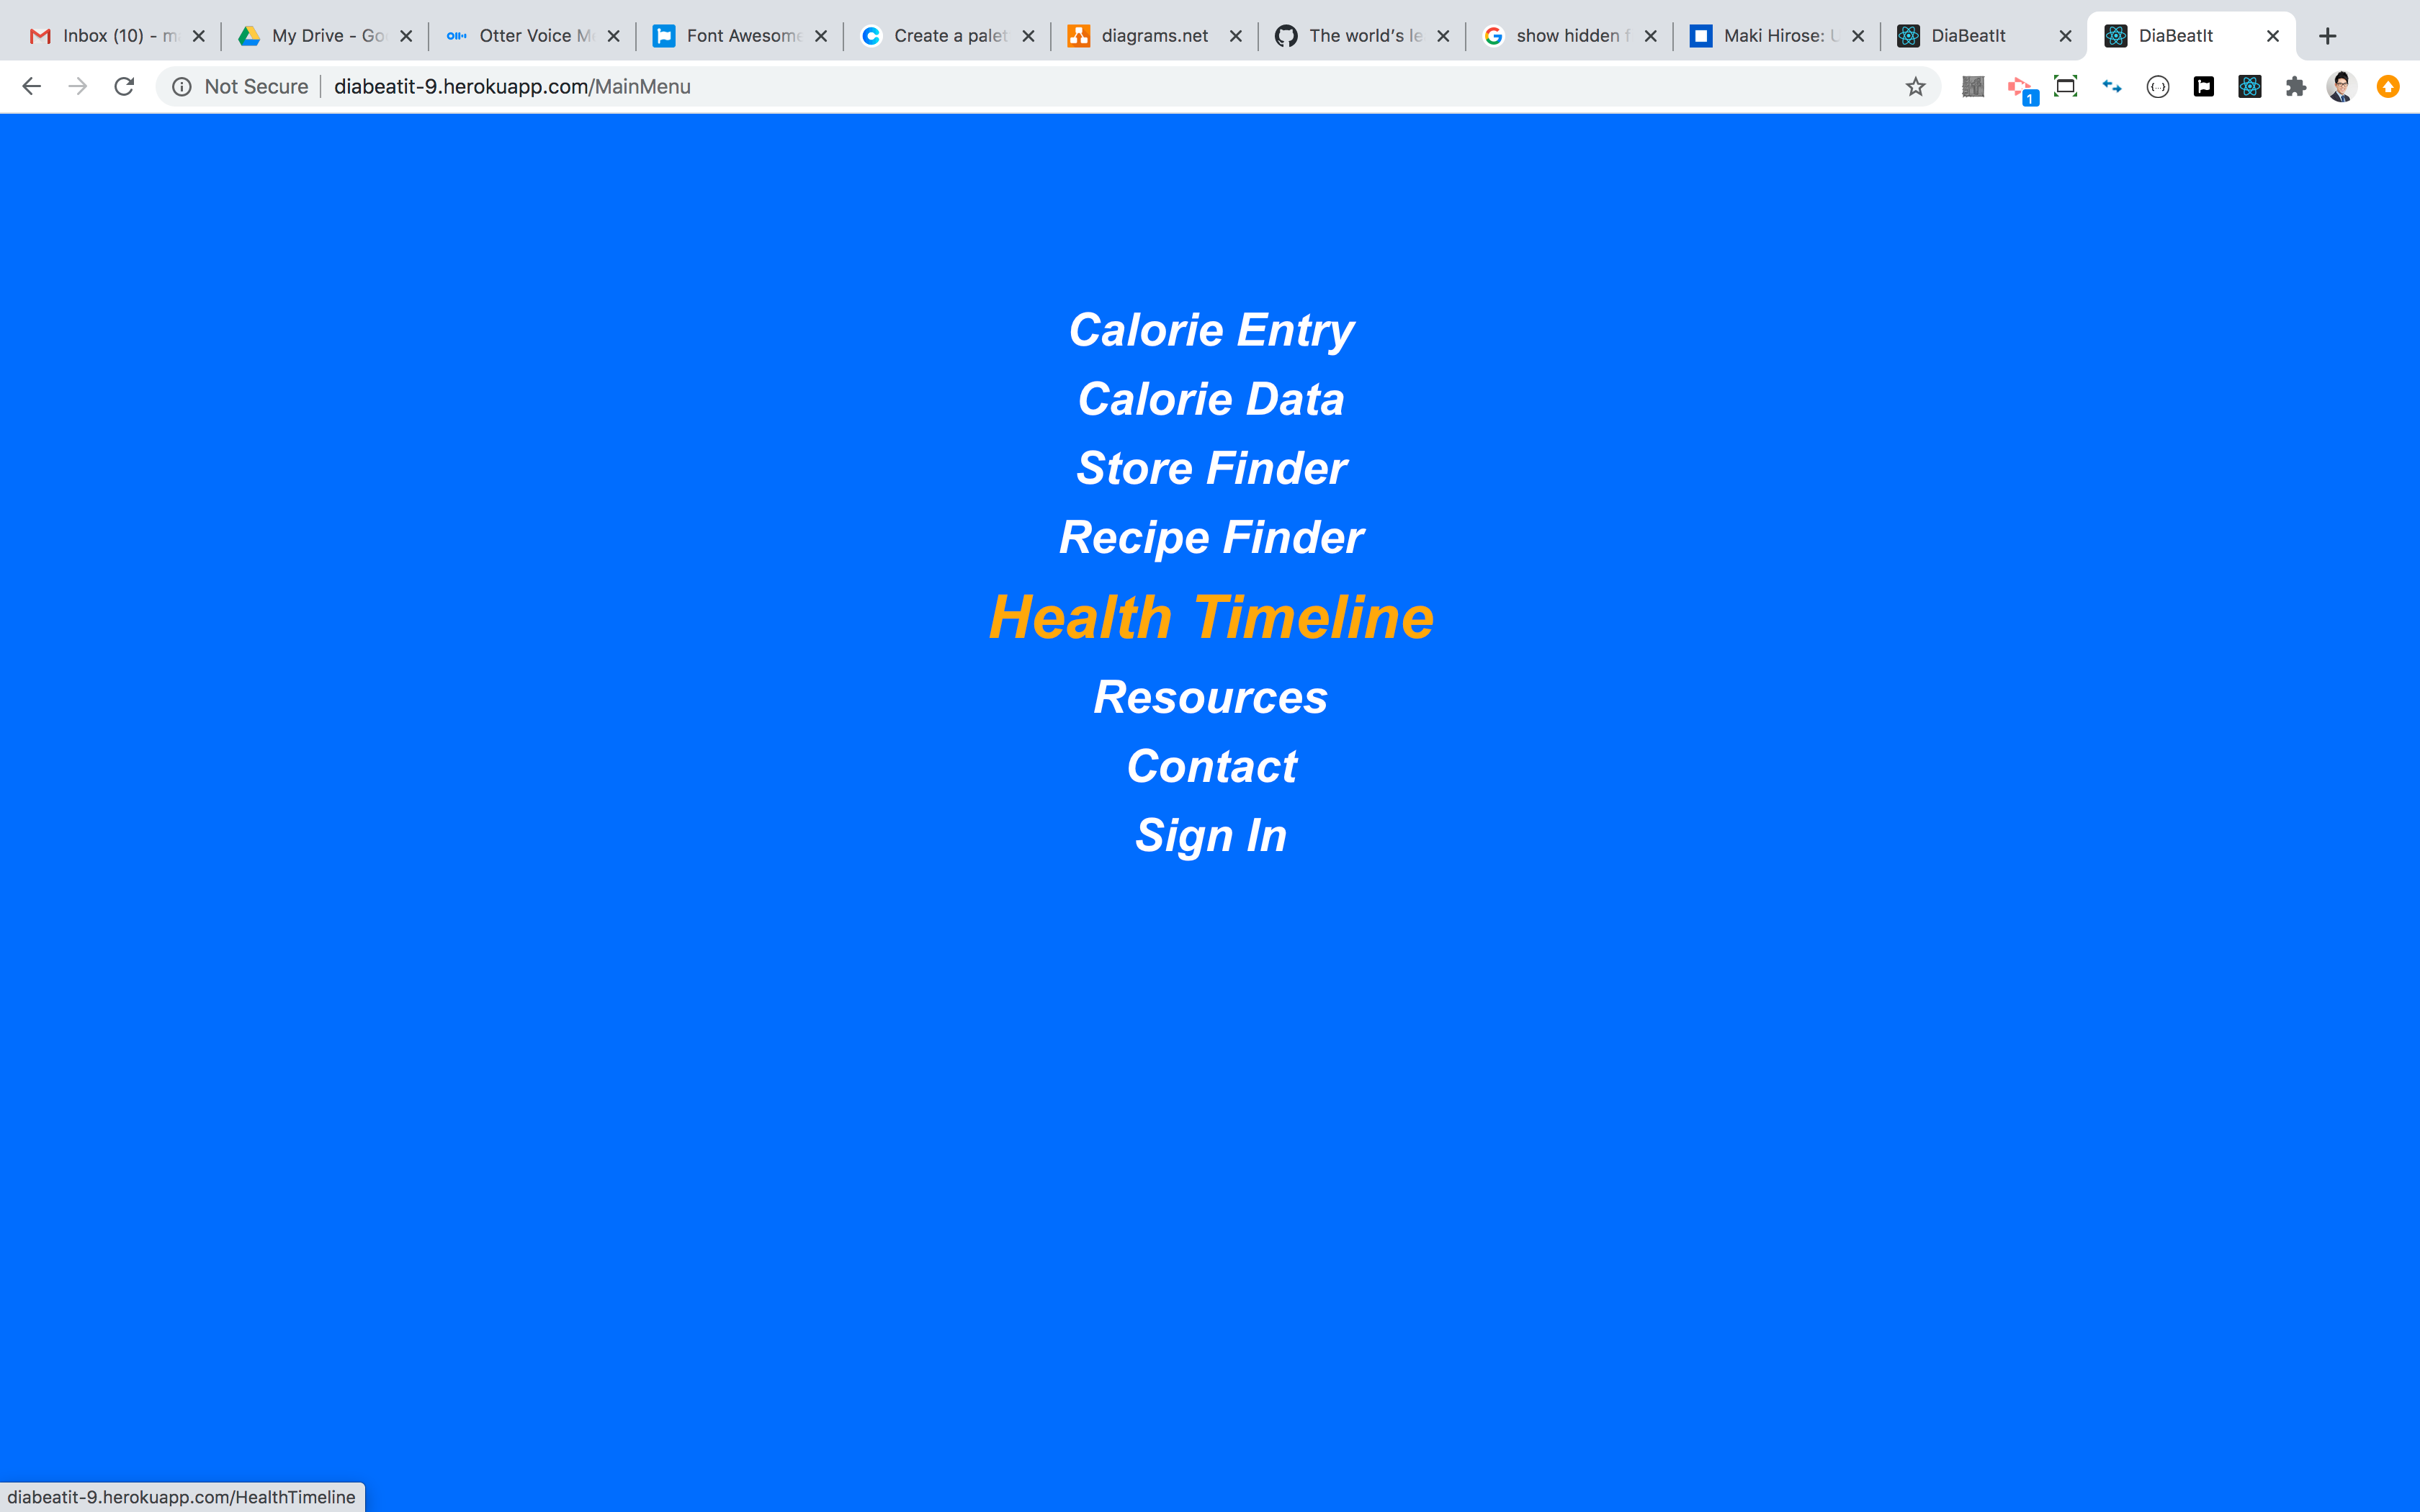 Inbox (10) - m
My Drive - Go
Otter Voice M
Font Awesome
Create a palet
diagrams.net
The world's le
show hidden f
Maki Hirose: U
DiaBeatIt
DiaBeatIt
Not Secure
diabeatit-9.herokuapp.com/MainMenu
1
Calorie Entry
Calorie Data
Store Finder
Recipe Finder
Health Timeline
Resources
Contact
Sign In
diabeatit-9.herokuapp.com/HealthTimeline